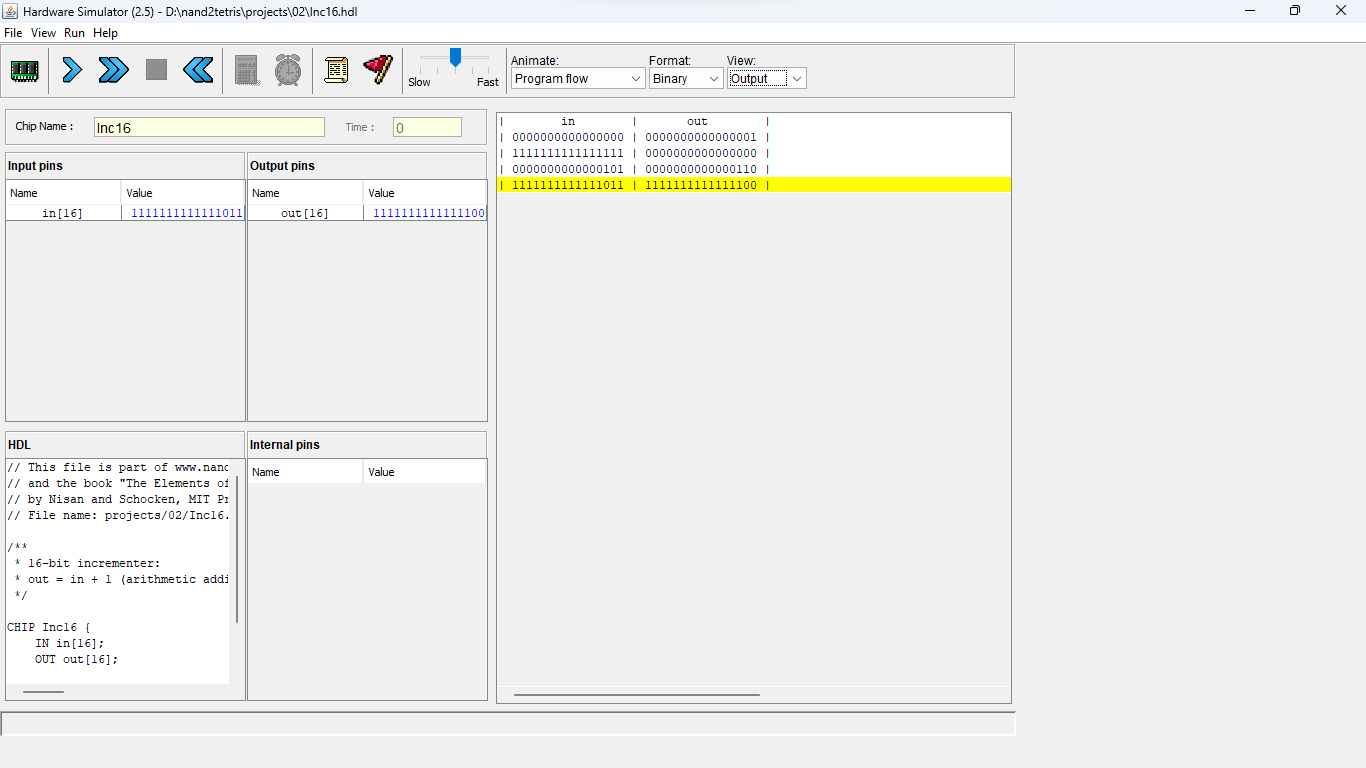 Hardware Simulator (2.5) - D:\nand2tetris\projects\02\Inc16.hdl
File View Run Help
Slow Fast
Animate: Format: View:
Program flow Binary Output
Chip Name : Inc16 Time : 0
Input pins
Name Value
in[16] 1111111111111011
Output pins
Name Value
out[16] 1111111111111100
HDL
// This file is part of www.nand
// and the book "The Elements of
// by Nisan and Schocken, MIT Pr
// File name: projects/02/Inc16.
/**
* 16-bit incrementer:
* out = in + 1 (arithmetic addi
*/
CHIP Inc16 {
IN in[16];
OUT out[16];
Internal pins
Name Value
| in | out |
| 0000000000000000 | 0000000000000001 |
| 1111111111111111 | 0000000000000000 |
| 0000000000000101 | 0000000000000110 |
| 1111111111111011 | 1111111111111100 |